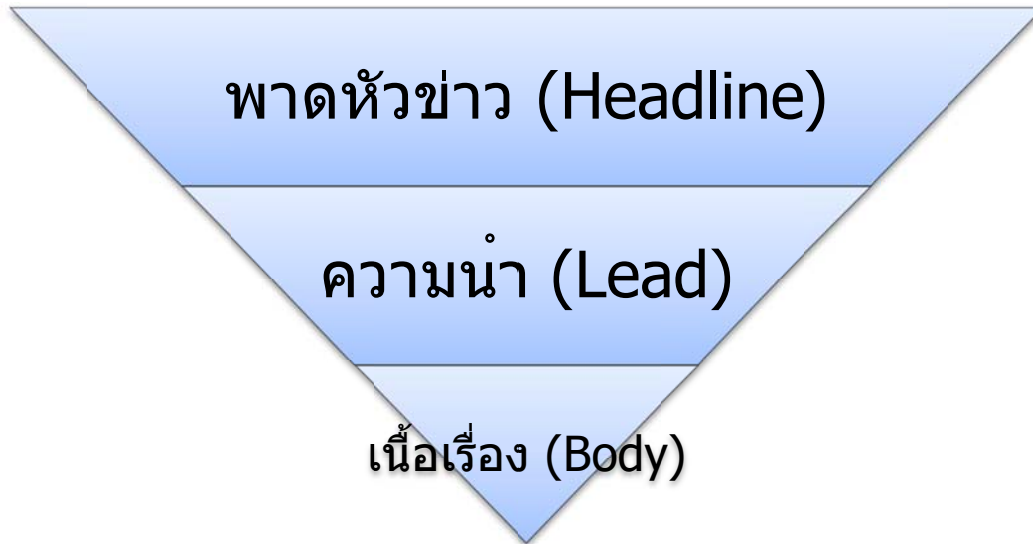 พาดหัวข่าว (Headline)
ความนำ (Lead)
เนื้อเรื่อง (Body)